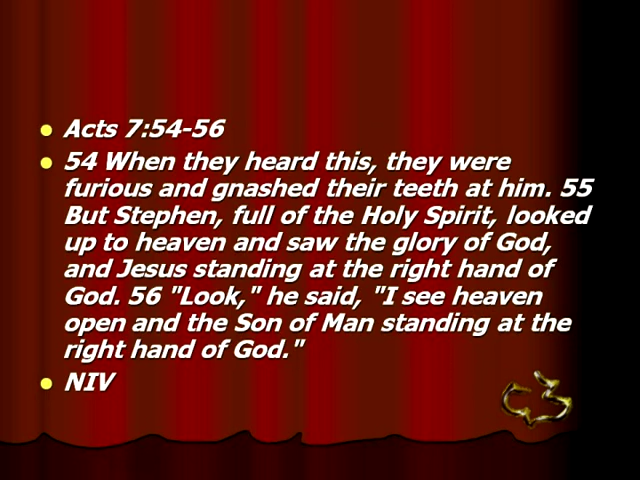 Acts 7:54-56
54 When they heard this, they were
furious and gnashed their teeth at him. 55
But Stephen, full of the Holy Spirit, looked
up to heaven and saw the glory of God,
and Jesus standing at the right hand of
God. 56 "Look," he said, "I see heaven
open and the Son of Man standing at the
right hand of God."
NIV